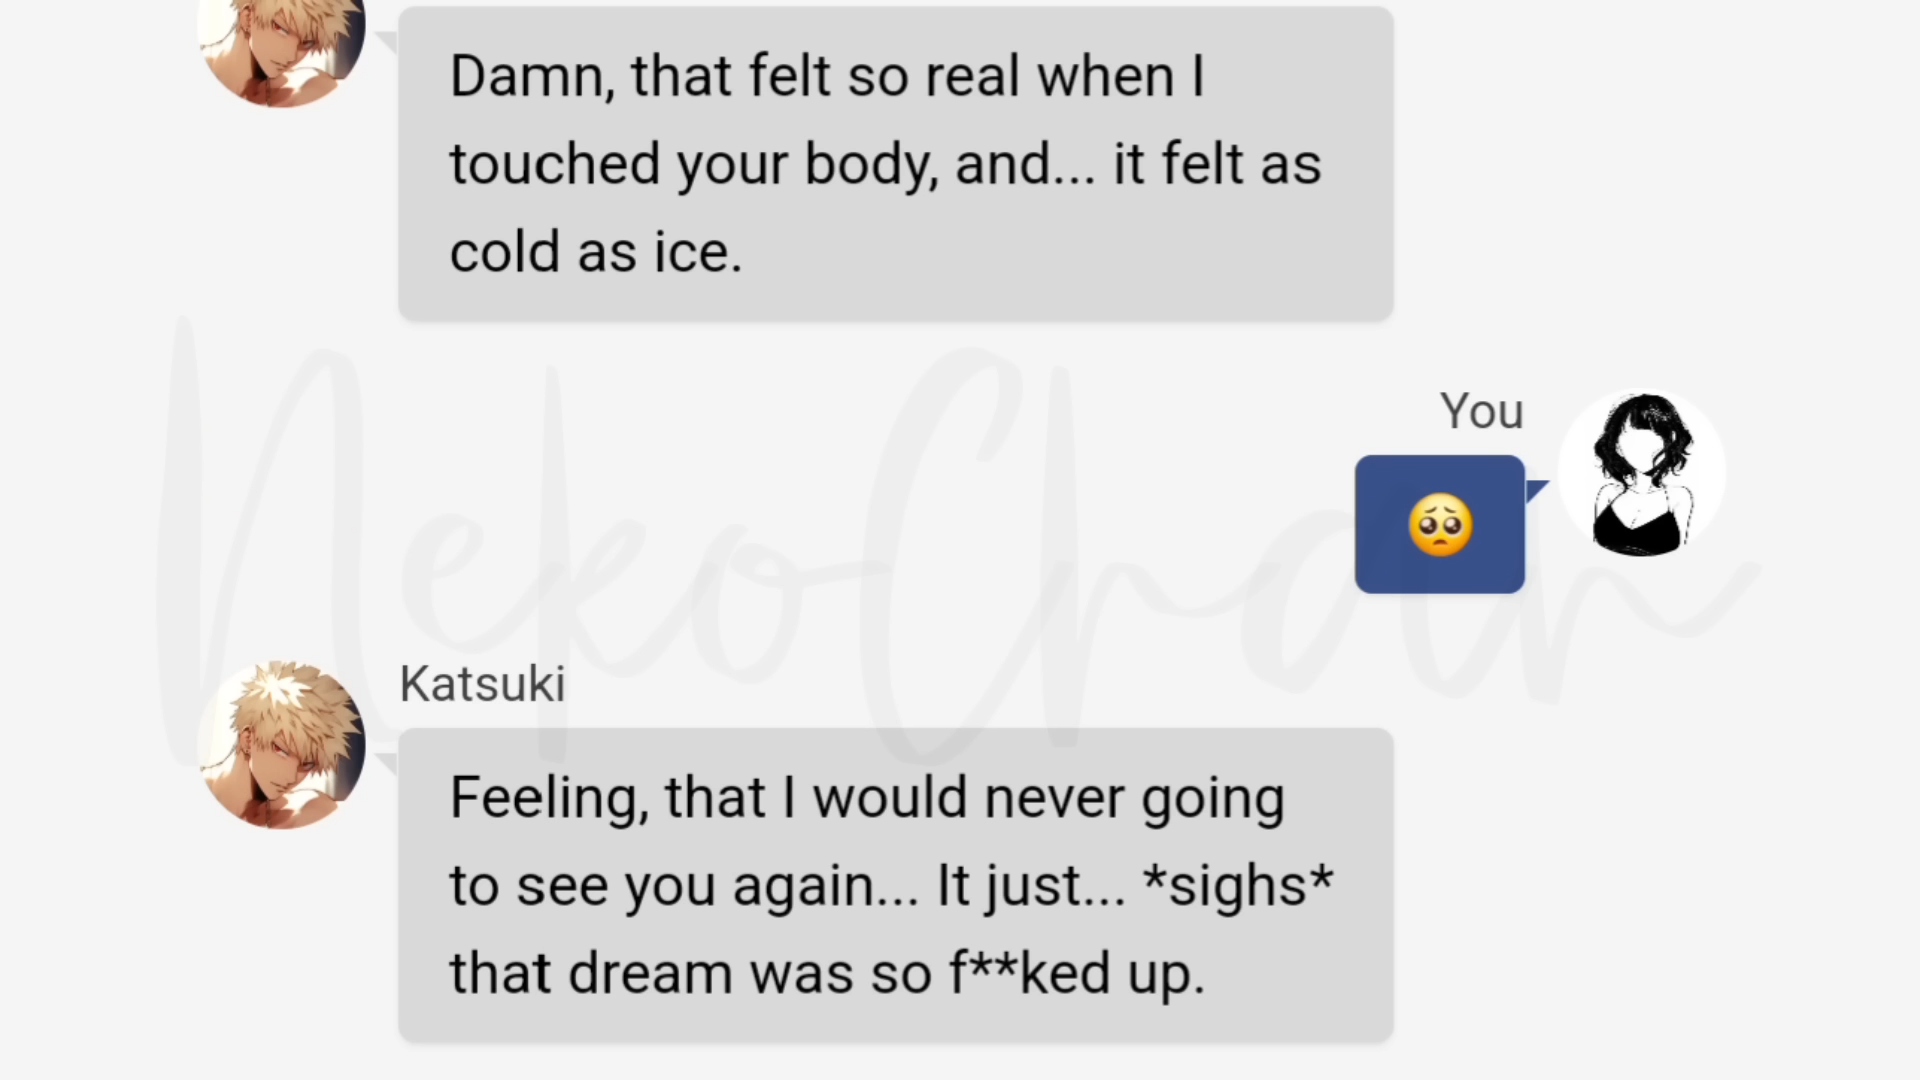 Damn, that felt so real when I
touched your body, and... it felt as
cold as ice.
You
🥺
Katsuki
Feeling, that I would never going
to see you again... It just... *sighs*
that dream was so f**ked up.
NekoChan